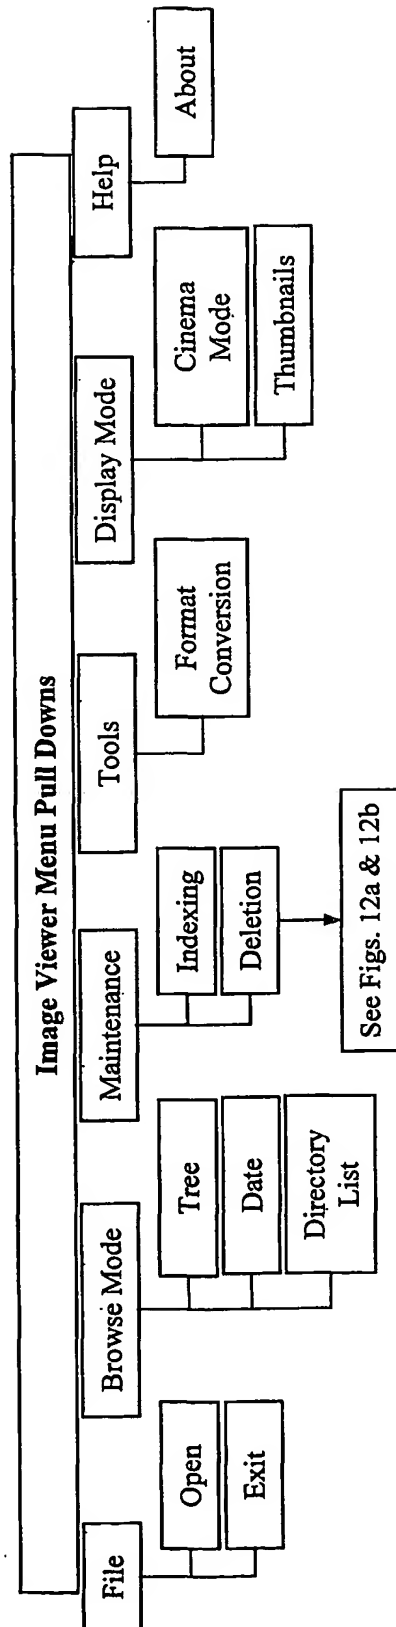 Image Viewer Menu Pull Downs
File
Open
Exit
Browse Mode
Tree
Date
Directory
List
Maintenance
Indexing
Deletion
See Figs. 12a & 12b
Tools
Format
Conversion
Display Mode
Cinema
Mode
Thumbnails
Help
About